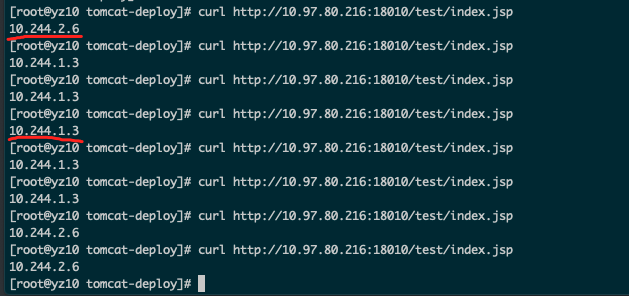 [root@yz10 tomcat-deploy]# curl http://10.97.80.216:18010/test/index.jsp
10.244.2.6
[root@yz10 tomcat-deploy]# curl http://10.97.80.216:18010/test/index.jsp
10.244.1.3
[root@yz10 tomcat-deploy]# curl http://10.97.80.216:18010/test/index.jsp
10.244.1.3
[root@yz10 tomcat-deploy]# curl http://10.97.80.216:18010/test/index.jsp
10.244.1.3
[root@yz10 tomcat-deploy]# curl http://10.97.80.216:18010/test/index.jsp
10.244.1.3
[root@yz10 tomcat-deploy]# curl http://10.97.80.216:18010/test/index.jsp
10.244.1.3
[root@yz10 tomcat-deploy]# curl http://10.97.80.216:18010/test/index.jsp
10.244.2.6
[root@yz10 tomcat-deploy]# curl http://10.97.80.216:18010/test/index.jsp
10.244.2.6
[root@yz10 tomcat-deploy]#